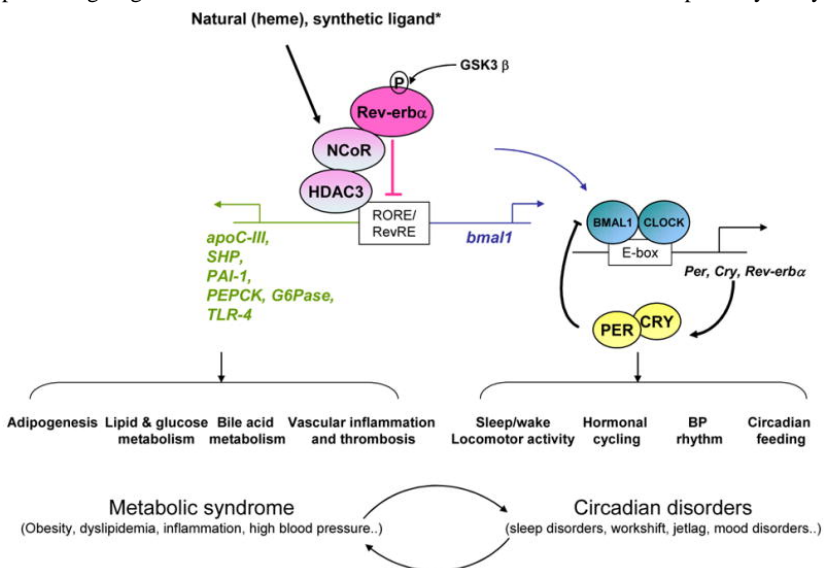 Natural (heme), synthetic ligand*
GSK3 β
P
Rev-erbα
NCoR
HDAC3
RORE/
RevRE
BMAL1
CLOCK
E-box
apoC-III,
SHP,
PAI-1,
PEPCK, G6Pase,
TLR-4
bmal1
Per, Cry, Rev-erbα
PER
CRY
Adipogenesis
Lipid & glucose
metabolism
Bile acid
metabolism
Vascular inflammation
and thrombosis
Sleep/wake
Locomotor activity
Hormonal
cycling
BP
rhythm
Circadian
feeding
Metabolic syndrome
(Obesity, dyslipidemia, inflammation, high blood pressure..)
Circadian disorders
(sleep disorders, workshift, jetlag, mood disorders..)